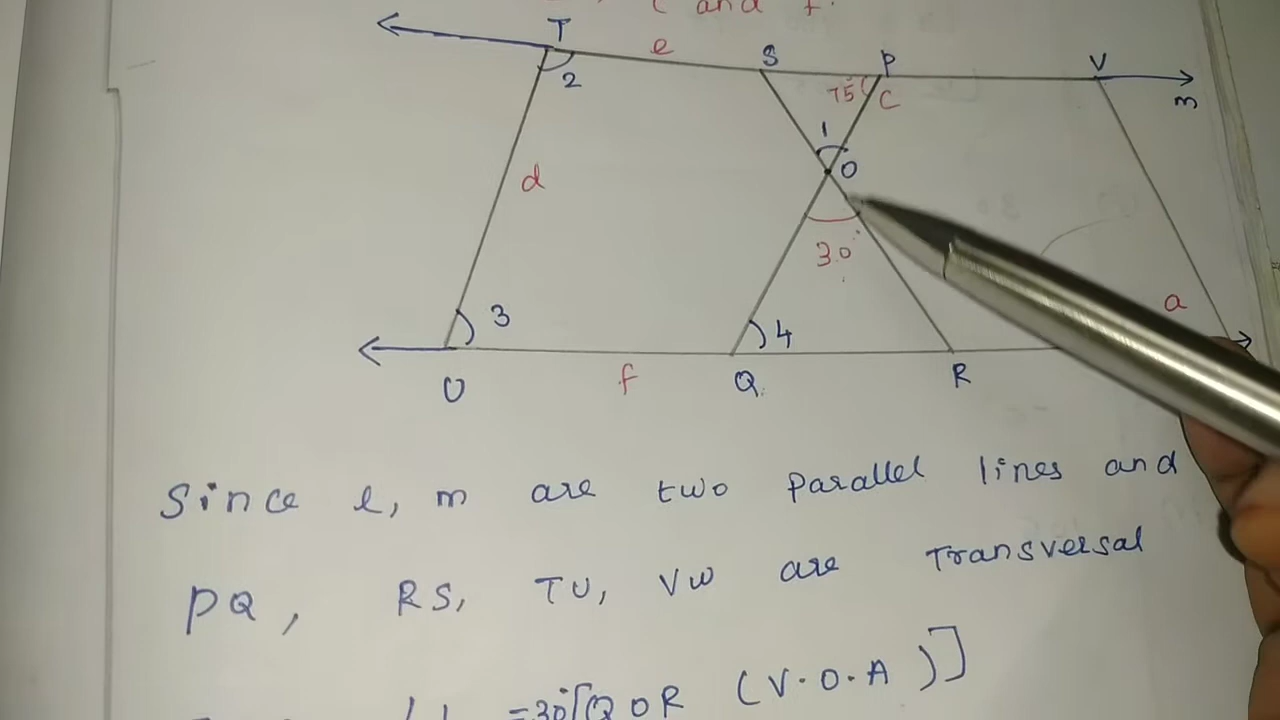 c and f.
T e S P V
2 75 C m
1
O
d
30°
3 4 a
U f Q R
Since l, m are two parallel lines and
PQ, RS, TU, VW are Transversal
=30° [QOR (V.O.A)]